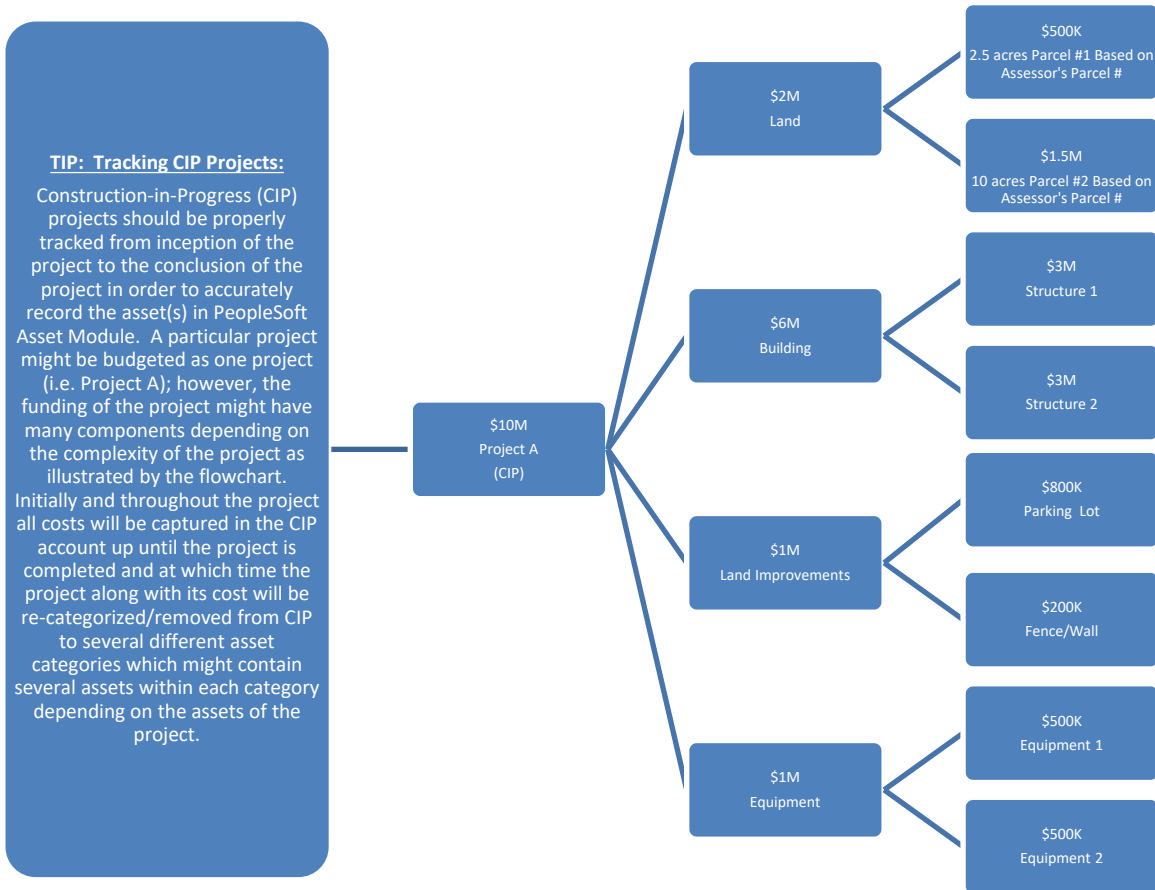 TIP:  Tracking CIP Projects:
Construction-in-Progress (CIP)
projects should be properly
tracked from inception of the
project to the conclusion of the
project in order to accurately
record the asset(s) in PeopleSoft
Asset Module.  A particular project
might be budgeted as one project
(i.e. Project A); however, the
funding of the project might have
many components depending on
the complexity of the project as
illustrated by the flowchart.
Initially and throughout the project
all costs will be captured in the CIP
account up until the project is
completed and at which time the
project along with its cost will be
re-categorized/removed from CIP
to several different asset
categories which might contain
several assets within each category
depending on the assets of the
project.
$10M
Project A
(CIP)
$2M
Land
$500K
2.5 acres Parcel #1 Based on
Assessor's Parcel #
$1.5M
10 acres Parcel #2 Based on
Assessor's Parcel #
$6M
Building
$3M
Structure 1
$3M
Structure 2
$1M
Land Improvements
$800K
Parking  Lot
$200K
Fence/Wall
$1M
Equipment
$500K
Equipment 1
$500K
Equipment 2